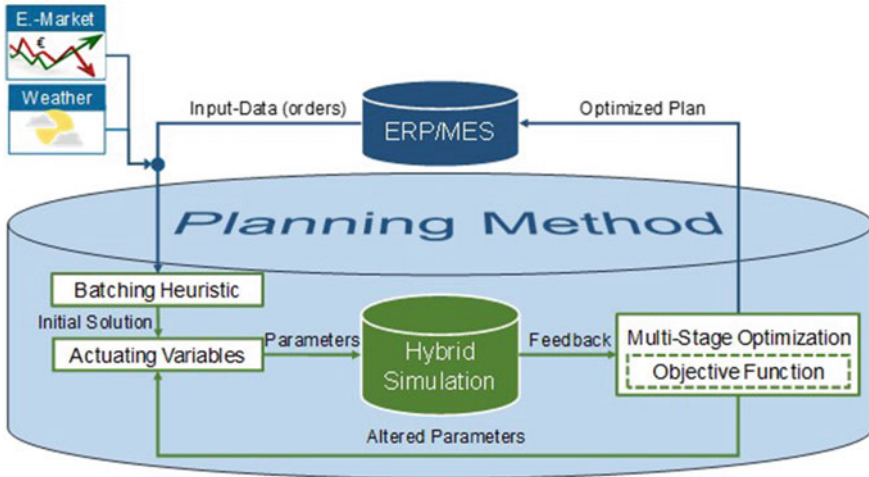 E.-Market
€
Weather
Input-Data (orders)
ERP/MES
Optimized Plan
Planning Method
Batching Heuristic
Initial Solution
Actuating Variables
Parameters
Hybrid
Simulation
Feedback
Multi-Stage Optimization
Objective Function
Altered Parameters